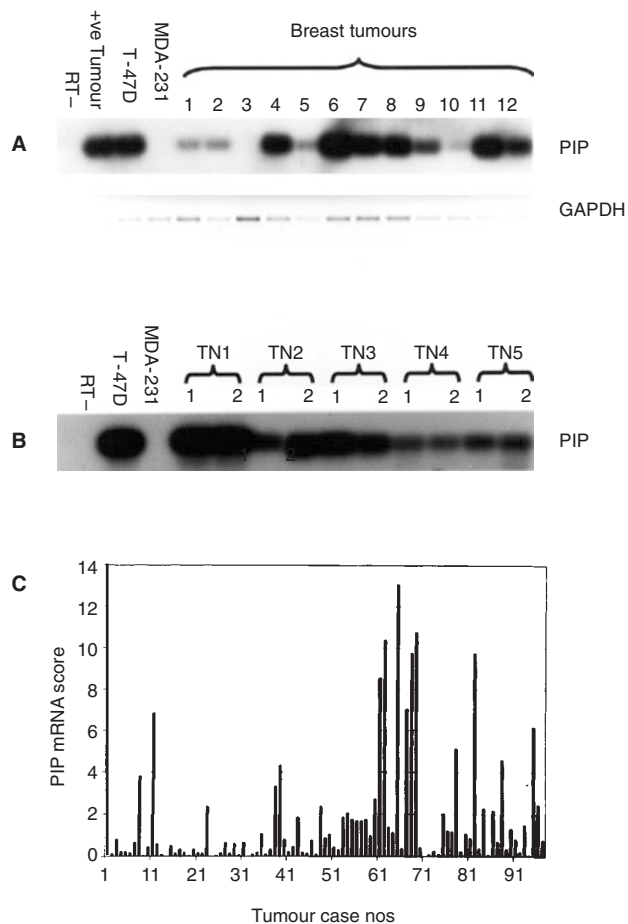 Breast tumours
RT–
+ve Tumour
T-47D
MDA-231
1 2 3 4 5 6 7 8 9 10 11 12
A
PIP
GAPDH
RT–
T-47D
MDA-231
TN1 TN2 TN3 TN4 TN5
1 2 1 2 1 2 1 2 1 2
B
PIP
1 2
C
PIP mRNA score
14
12
10
8
6
4
2
0
1 11 21 31 41 51 61 71 81 91
Tumour case nos